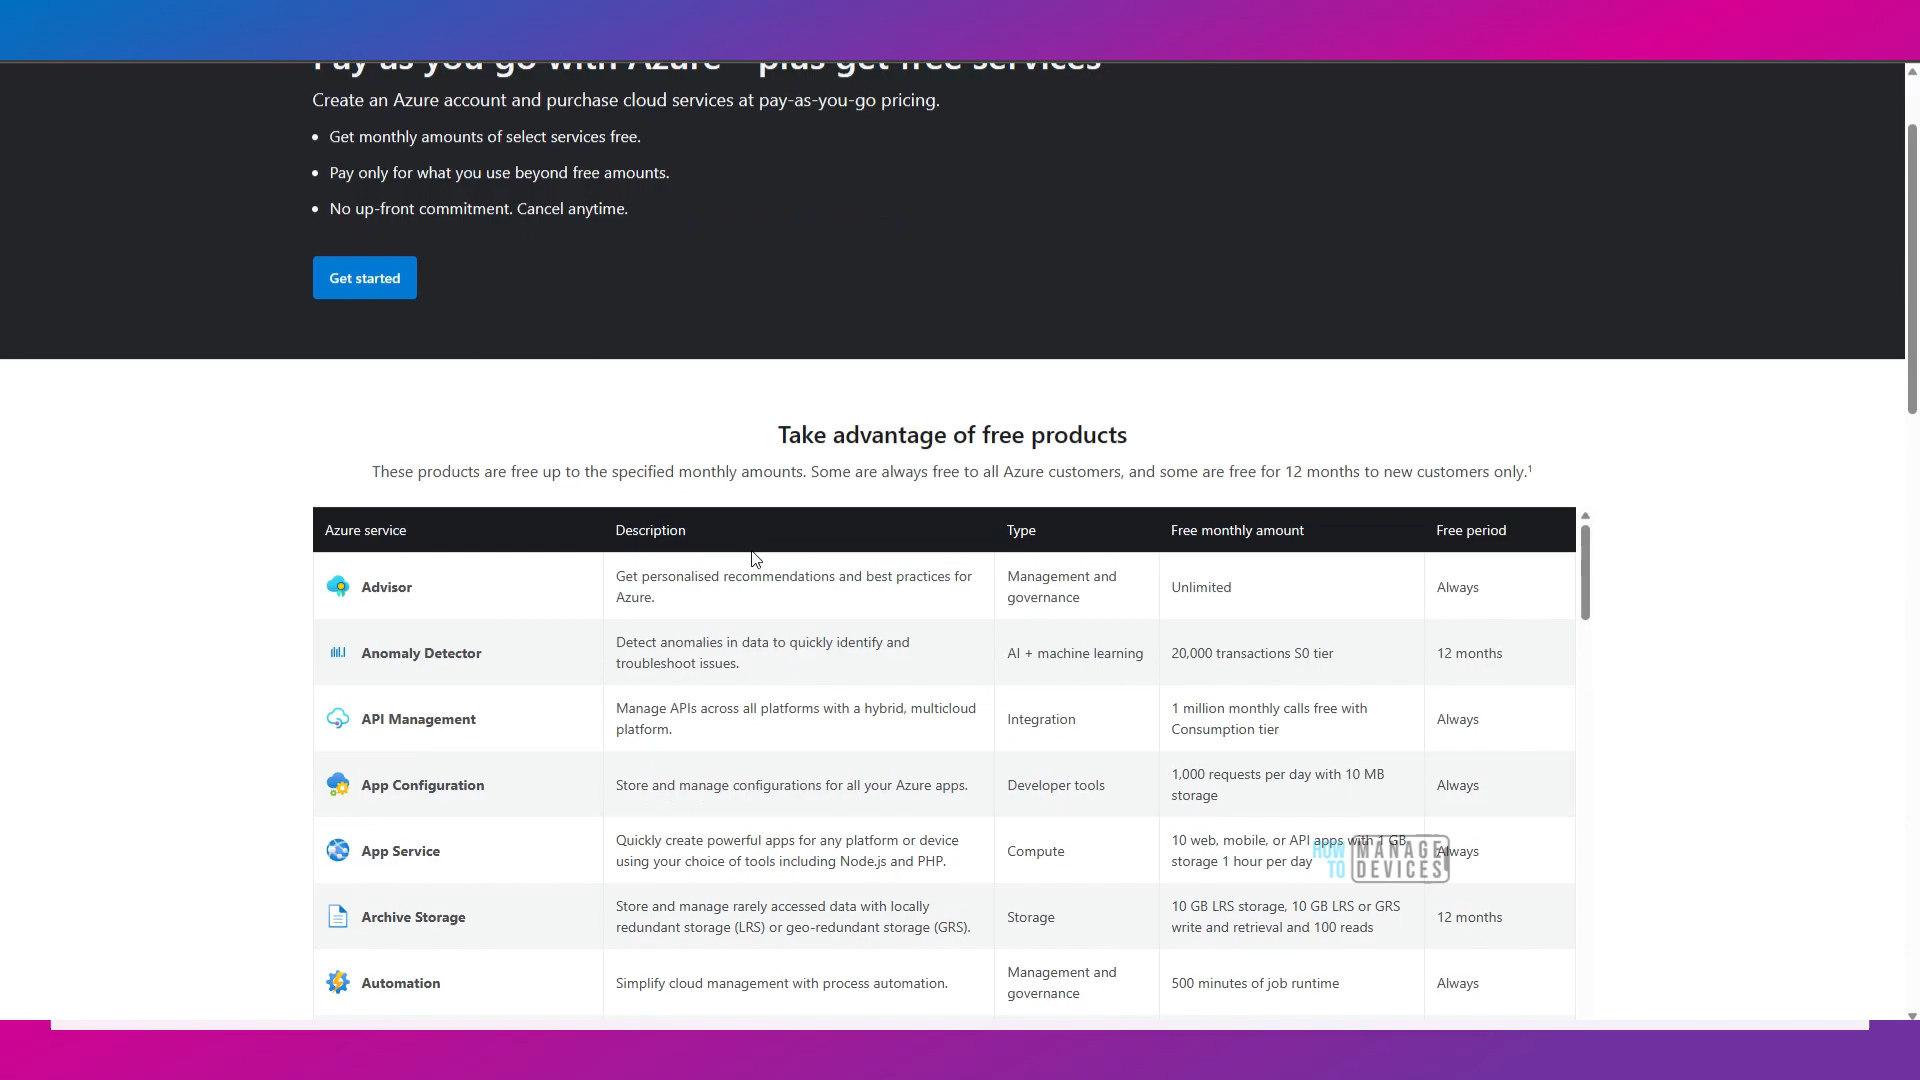 Pay as you go with Azure – plus get free services
Create an Azure account and purchase cloud services at pay-as-you-go pricing.
Get monthly amounts of select services free.
Pay only for what you use beyond free amounts.
No up-front commitment. Cancel anytime.
Get started
Take advantage of free products
These products are free up to the specified monthly amounts. Some are always free to all Azure customers, and some are free for 12 months to new customers only.¹
Azure service Description Type Free monthly amount Free period
Advisor Get personalised recommendations and best practices for Management and Unlimited Always
Azure. governance
Anomaly Detector Detect anomalies in data to quickly identify and AI + machine learning 20,000 transactions S0 tier 12 months
troubleshoot issues.
API Management Manage APIs across all platforms with a hybrid, multicloud Integration 1 million monthly calls free with Always
platform. Consumption tier
App Configuration Store and manage configurations for all your Azure apps. Developer tools 1,000 requests per day with 10 MB Always
storage
App Service Quickly create powerful apps for any platform or device Compute 10 web, mobile, or API apps with 1 GB Always
using your choice of tools including Node.js and PHP. storage 1 hour per day
HOW TO MANAGE DEVICES
Archive Storage Store and manage rarely accessed data with locally Storage 10 GB LRS storage, 10 GB LRS or GRS 12 months
redundant storage (LRS) or geo-redundant storage (GRS). write and retrieval and 100 reads
Automation Simplify cloud management with process automation. Management and 500 minutes of job runtime Always
governance